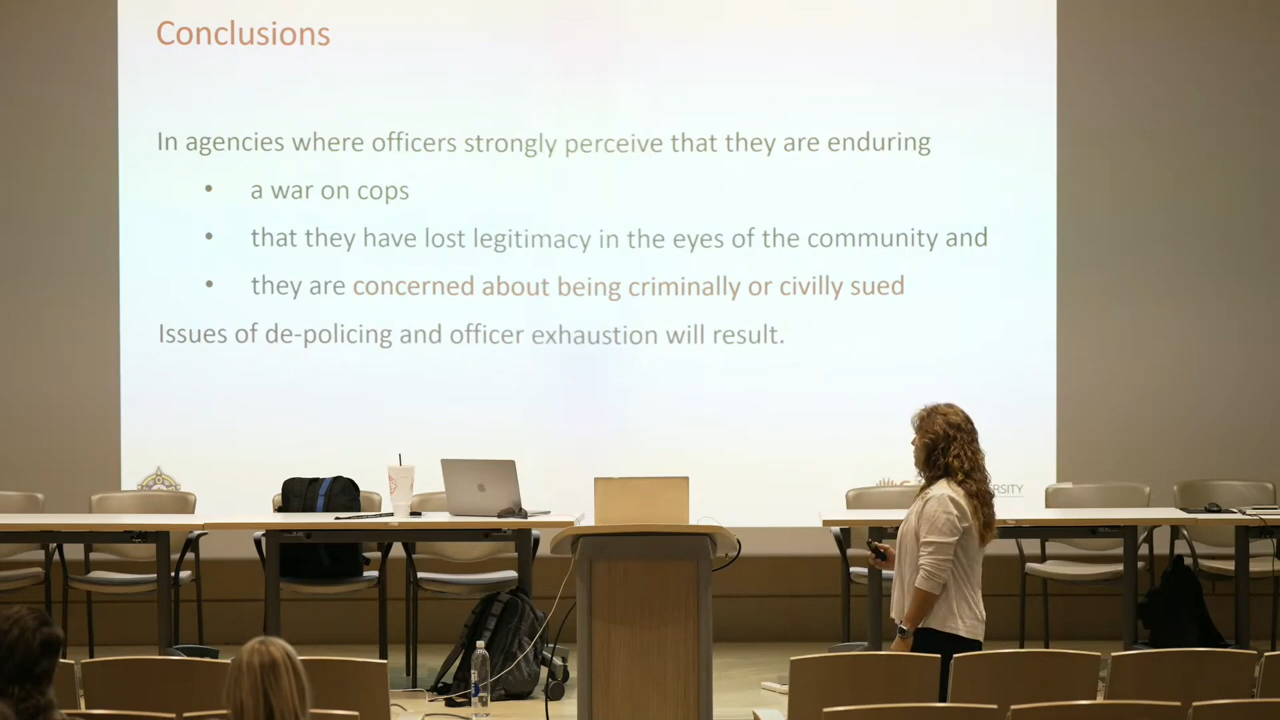 Conclusions
In agencies where officers strongly perceive that they are enduring
• a war on cops
• that they have lost legitimacy in the eyes of the community and
• they are concerned about being criminally or civilly sued
Issues of de-policing and officer exhaustion will result.